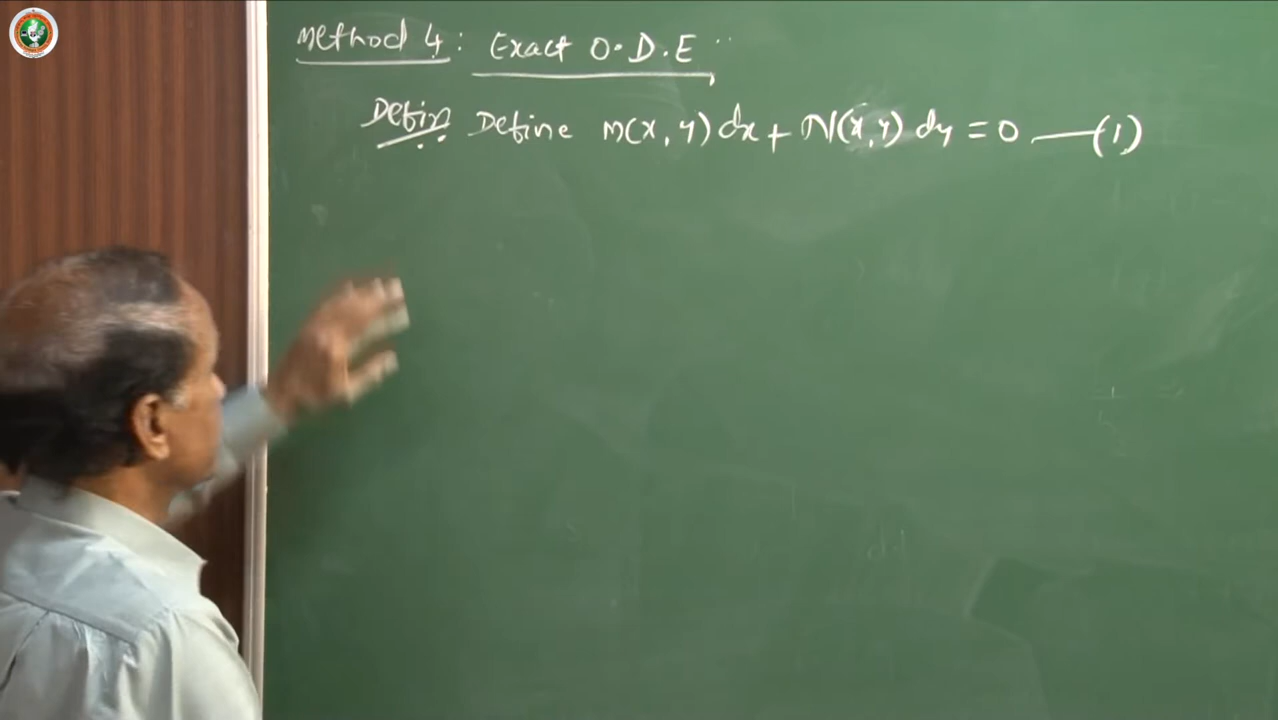 Method 4: Exact O.D.E
Defin Define M(x, y) dx + N(x, y) dy = 0 —(1)